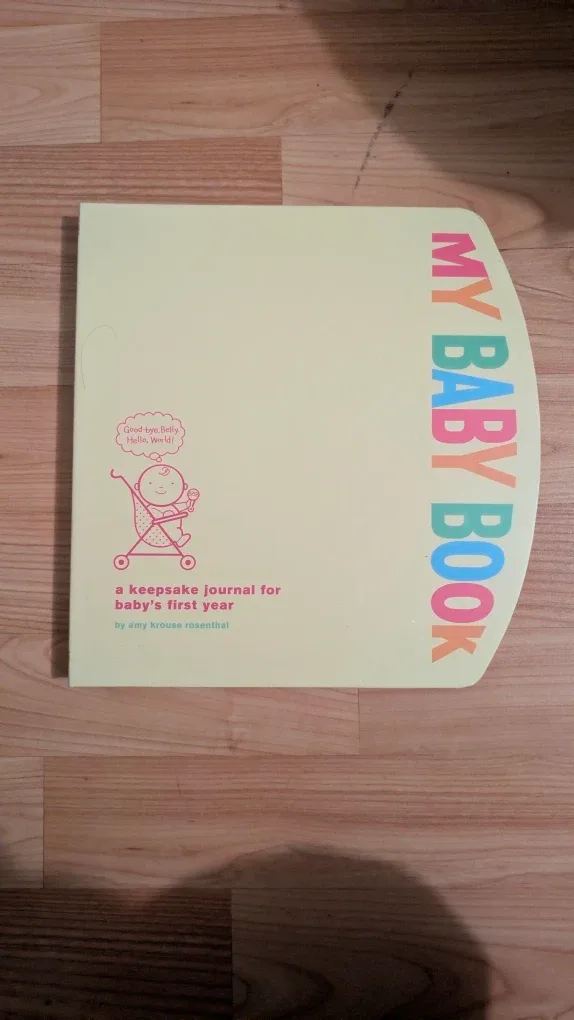 MY BABY BOOK
Good-bye, Belly.
Hello, World!
a keepsake journal for
baby's first year
by amy krouse rosenthal